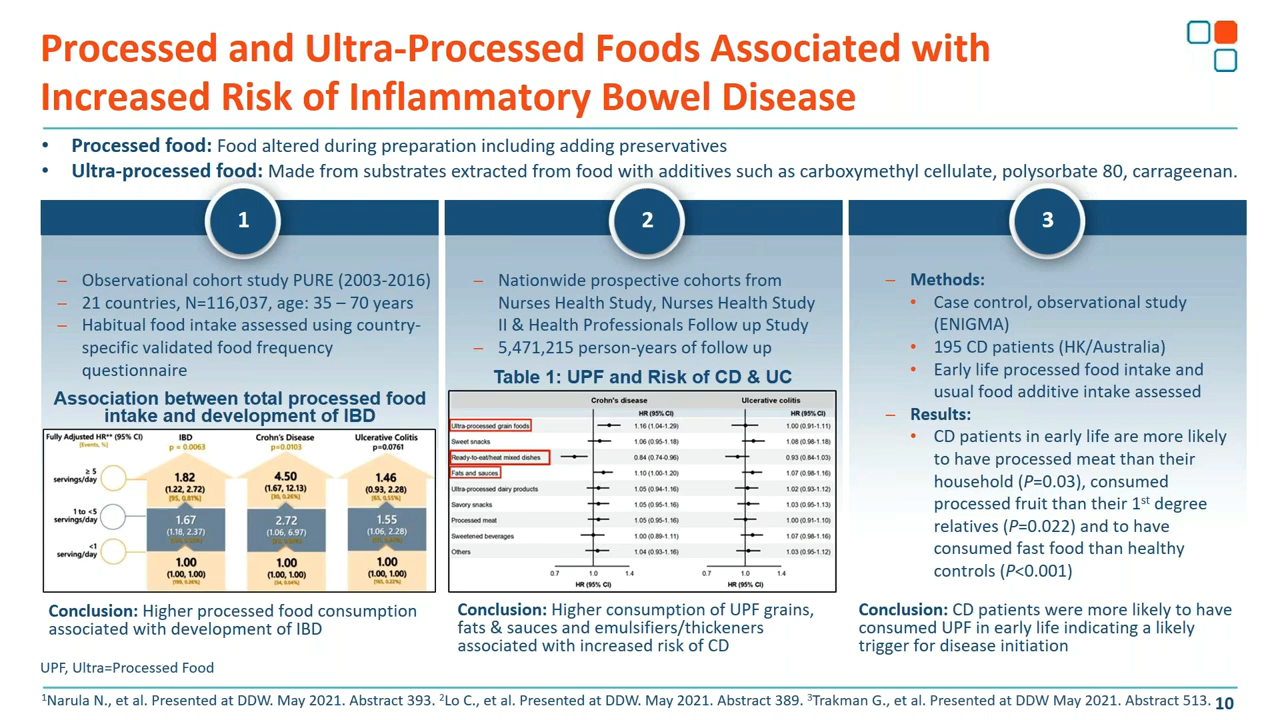 Processed and Ultra-Processed Foods Associated with
Increased Risk of Inflammatory Bowel Disease
• Processed food: Food altered during preparation including adding preservatives
• Ultra-processed food: Made from substrates extracted from food with additives such as carboxymethyl cellulate, polysorbate 80, carrageenan.
1
– Observational cohort study PURE (2003-2016)
– 21 countries, N=116,037, age: 35 – 70 years
– Habitual food intake assessed using country-
specific validated food frequency
questionnaire
Association between total processed food
intake and development of IBD
Fully Adjusted HR** (95% CI)
[Events, %]
IBD
p = 0.0063
Crohn's Disease
p=0.0103
Ulcerative Colitis
p=0.0761
≥ 5
servings/day
1.82
(1.22, 2.72)
[95, 0.81%]
4.50
(1.67, 12.13)
[30, 0.26%]
1.46
(0.93, 2.28)
1 to <5
servings/day
1.67
(1.18, 2.37)
2.72
(1.06, 6.97)
1.55
(1.06, 2.28)
<1
serving/day
1.00
(1.00, 1.00)
1.00
(1.00, 1.00)
1.00
(1.00, 1.00)
Conclusion: Higher processed food consumption
associated with development of IBD
2
– Nationwide prospective cohorts from
Nurses Health Study, Nurses Health Study
II & Health Professionals Follow up Study
– 5,471,215 person-years of follow up
Table 1: UPF and Risk of CD & UC
Crohn's disease Ulcerative colitis
HR (95% CI) HR (95% CI)
Ultra-processed grain foods 1.16 (1.04-1.29) 1.00 (0.91-1.11)
Sweet snacks 1.06 (0.95-1.18) 1.08 (0.98-1.18)
Ready-to-eat/heat mixed dishes 0.84 (0.74-0.96) 0.93 (0.84-1.03)
Fats and sauces 1.10 (1.00-1.20) 1.07 (0.98-1.16)
Ultra-processed dairy products 1.05 (0.94-1.16) 1.02 (0.93-1.12)
Savory snacks 1.05 (0.95-1.16) 1.03 (0.95-1.13)
Processed meat 1.05 (0.95-1.16) 1.00 (0.91-1.10)
Sweetened beverages 1.00 (0.89-1.11) 1.07 (0.98-1.16)
Others 1.04 (0.93-1.16) 1.03 (0.95-1.12)
0.7 1.0 1.4 0.7 1.0 1.4
HR (95% CI) HR (95% CI)
Conclusion: Higher consumption of UPF grains,
fats & sauces and emulsifiers/thickeners
associated with increased risk of CD
3
– Methods:
• Case control, observational study
(ENIGMA)
• 195 CD patients (HK/Australia)
• Early life processed food intake and
usual food additive intake assessed
– Results:
• CD patients in early life are more likely
to have processed meat than their
household (P=0.03), consumed
processed fruit than their 1st degree
relatives (P=0.022) and to have
consumed fast food than healthy
controls (P<0.001)
Conclusion: CD patients were more likely to have
consumed UPF in early life indicating a likely
trigger for disease initiation
UPF, Ultra=Processed Food
1Narula N., et al. Presented at DDW. May 2021. Abstract 393. 2Lo C., et al. Presented at DDW. May 2021. Abstract 389. 3Trakman G., et al. Presented at DDW May 2021. Abstract 513. 10